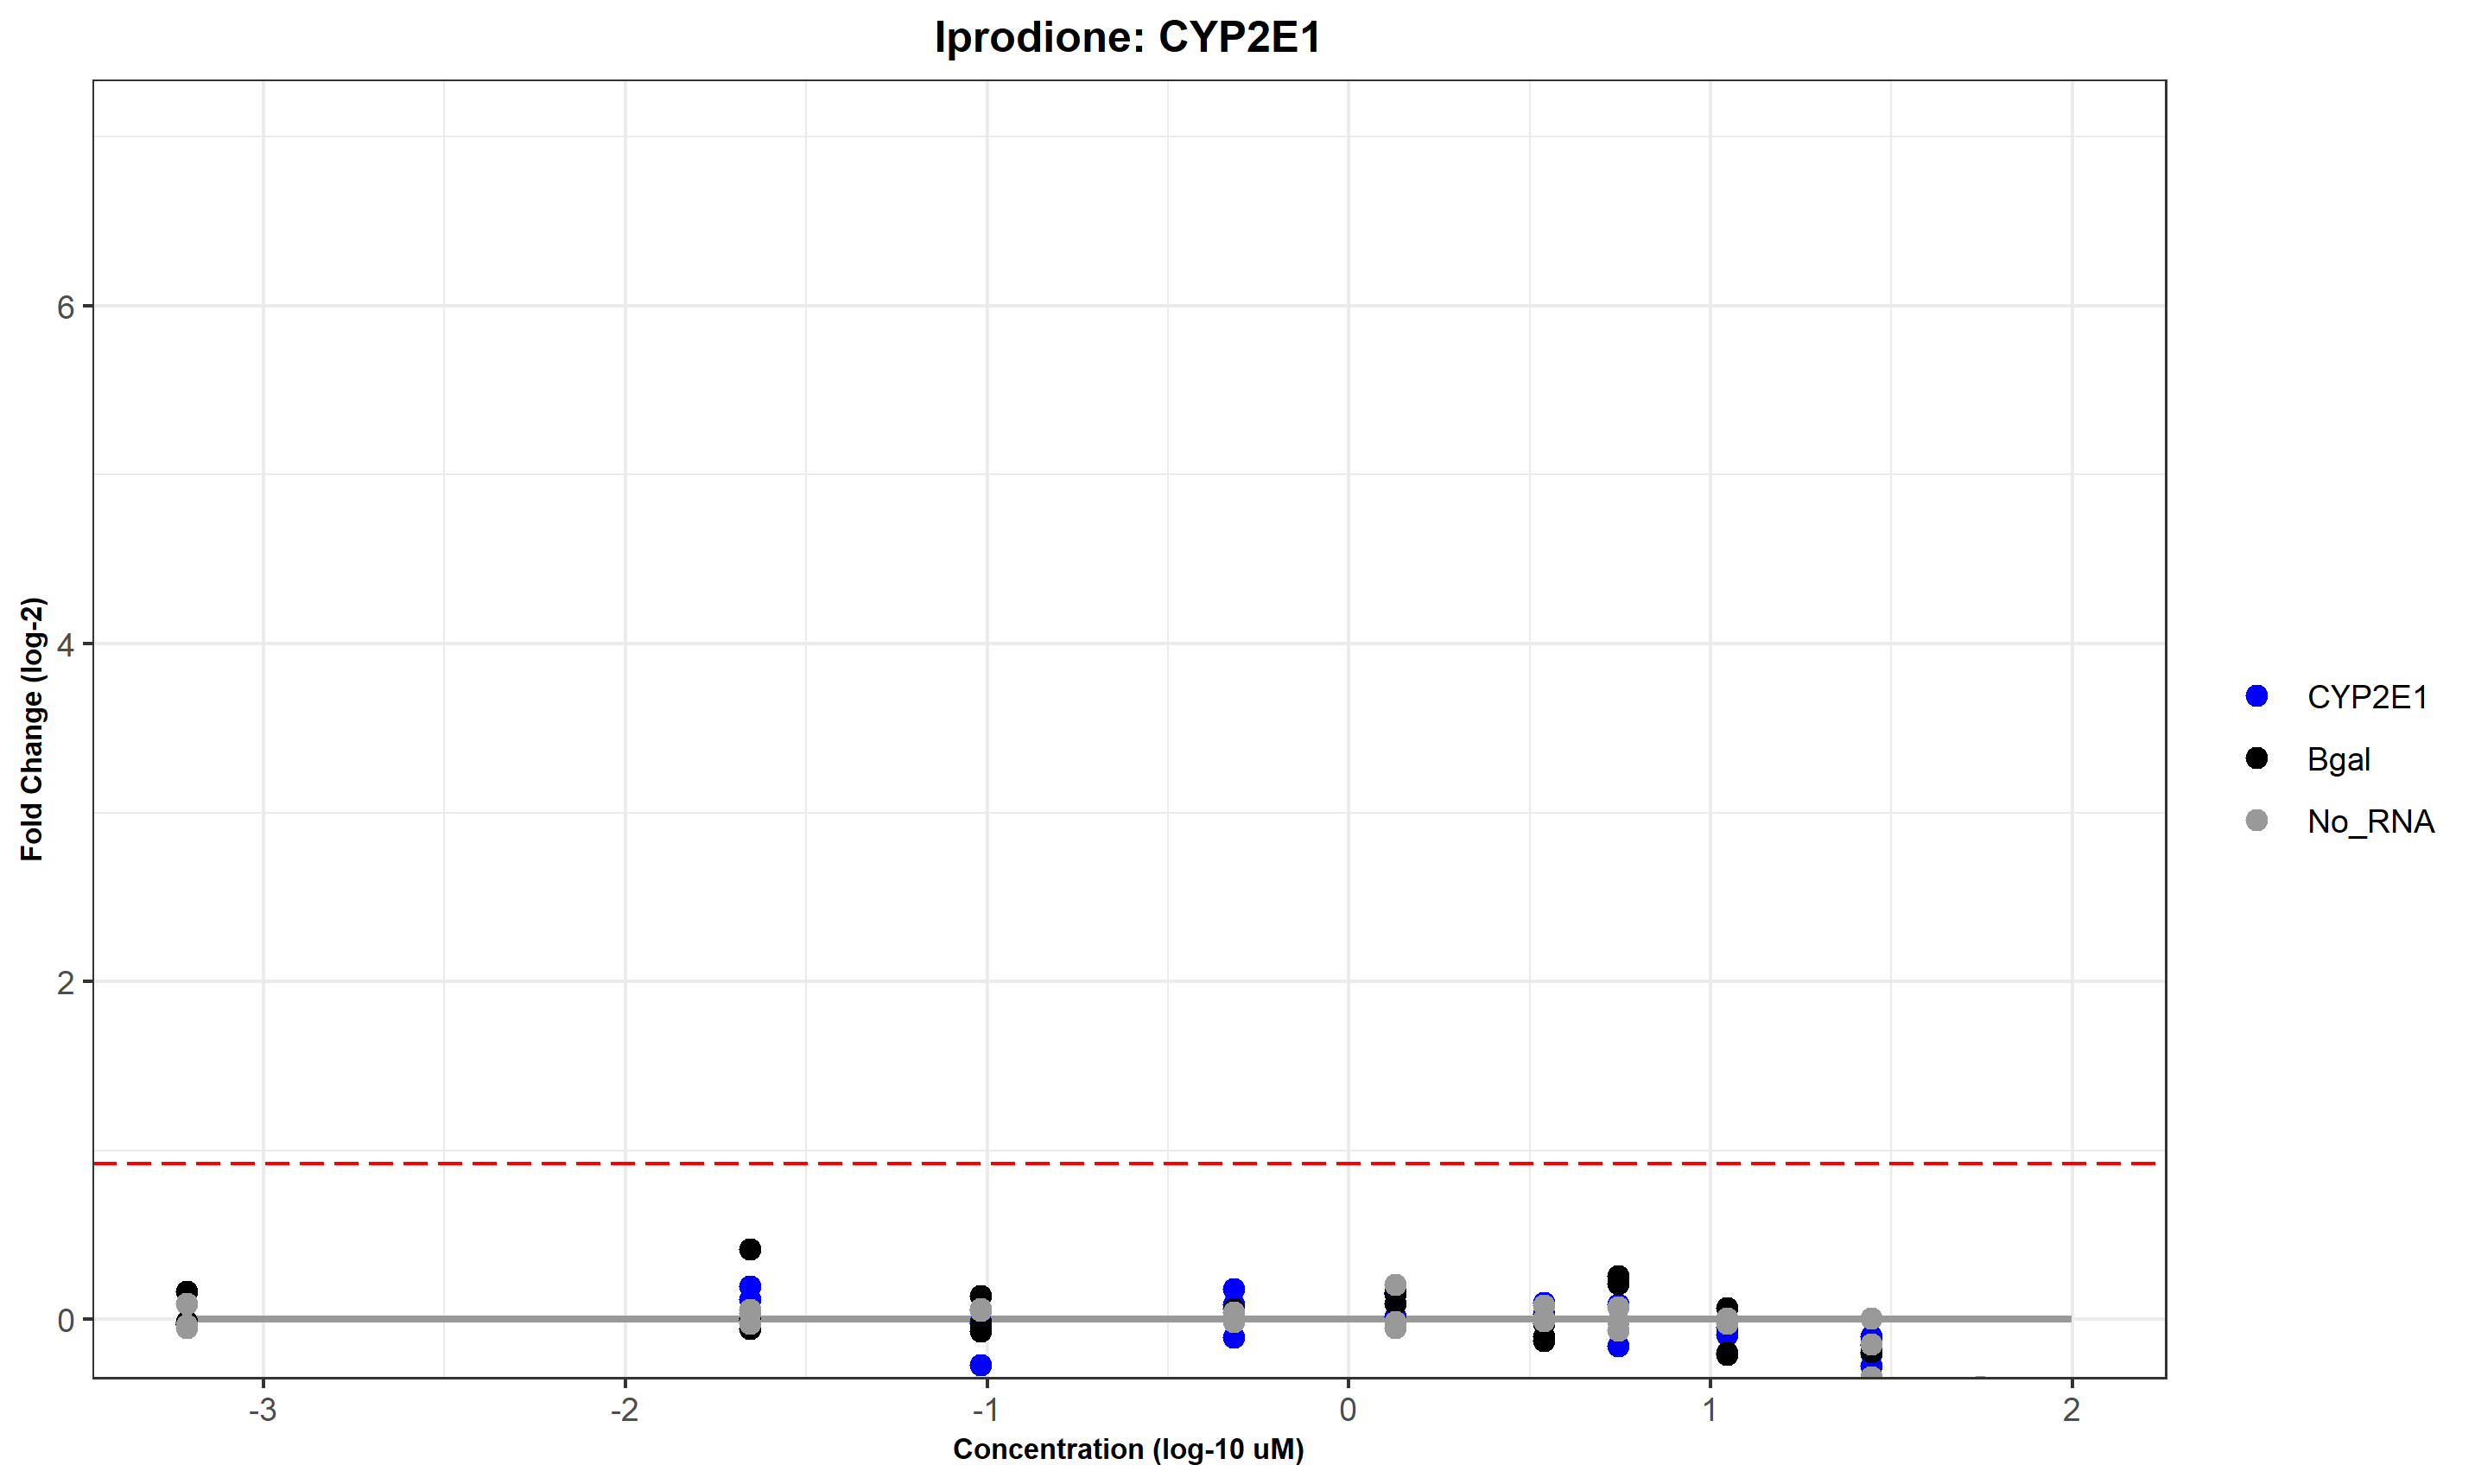 Iprodione: CYP2E1
Fold Change (log-2)
6
4
2
0
-3 -2 -1 0 1 2
Concentration (log-10 uM)
CYP2E1
Bgal
No_RNA